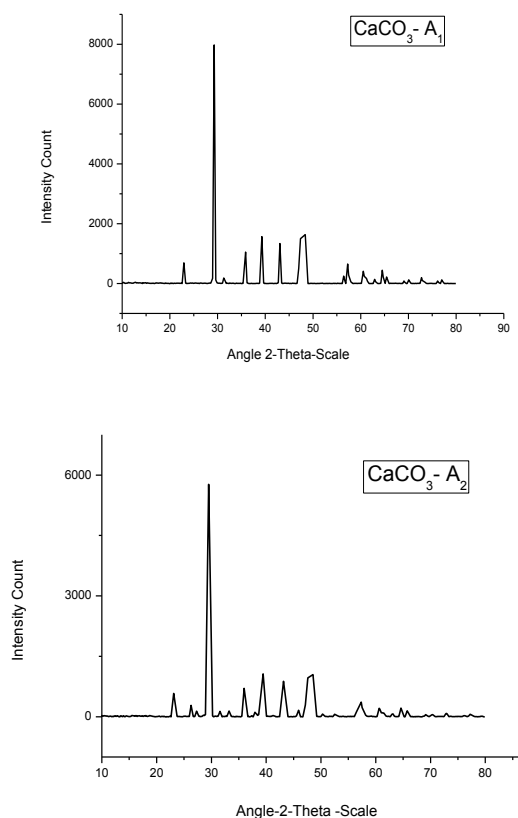 CaCO₃- A₁
8000
6000
4000
2000
0
Intensity Count
10 20 30 40 50 60 70 80 90
Angle 2-Theta-Scale
CaCO₃- A₂
6000
3000
0
Intensity Count
10 20 30 40 50 60 70 80
Angle-2-Theta -Scale